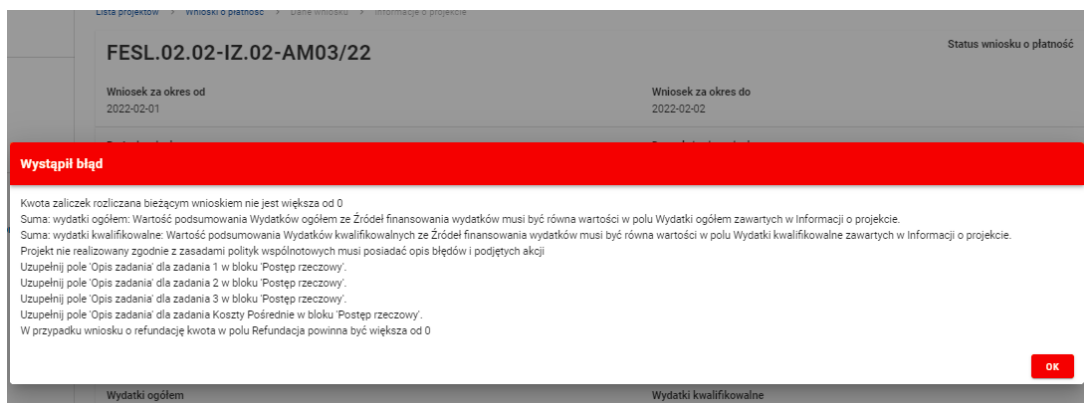 Lista projektów > Wnioski o płatność > Dane wniosku > Informacje o projekcie
FESL.02.02-IZ.02-AM03/22
Status wniosku o płatność
Wniosek za okres od
Wniosek za okres do
2022-02-01
2022-02-02
Wystąpił błąd
Kwota zaliczek rozliczana bieżącym wnioskiem nie jest większa od 0
Suma: wydatki ogółem: Wartość podsumowania Wydatków ogółem ze Źródeł finansowania wydatków musi być równa wartości w polu Wydatki ogółem zawartych w Informacji o projekcie.
Suma: wydatki kwalifikowalne: Wartość podsumowania Wydatków kwalifikowalnych ze Źródeł finansowania wydatków musi być równa wartości w polu Wydatki kwalifikowalne zawartych w Informacji o projekcie.
Projekt nie realizowany zgodnie z zasadami polityk wspólnotowych musi posiadać opis błędów i podjętych akcji
Uzupełnij pole 'Opis zadania' dla zadania 1 w bloku 'Postęp rzeczowy'.
Uzupełnij pole 'Opis zadania' dla zadania 2 w bloku 'Postęp rzeczowy'.
Uzupełnij pole 'Opis zadania' dla zadania 3 w bloku 'Postęp rzeczowy'.
Uzupełnij pole 'Opis zadania' dla zadania Koszty Pośrednie w bloku 'Postęp rzeczowy'.
W przypadku wniosku o refundację kwota w polu Refundacja powinna być większa od 0
OK
Wydatki ogółem
Wydatki kwalifikowalne